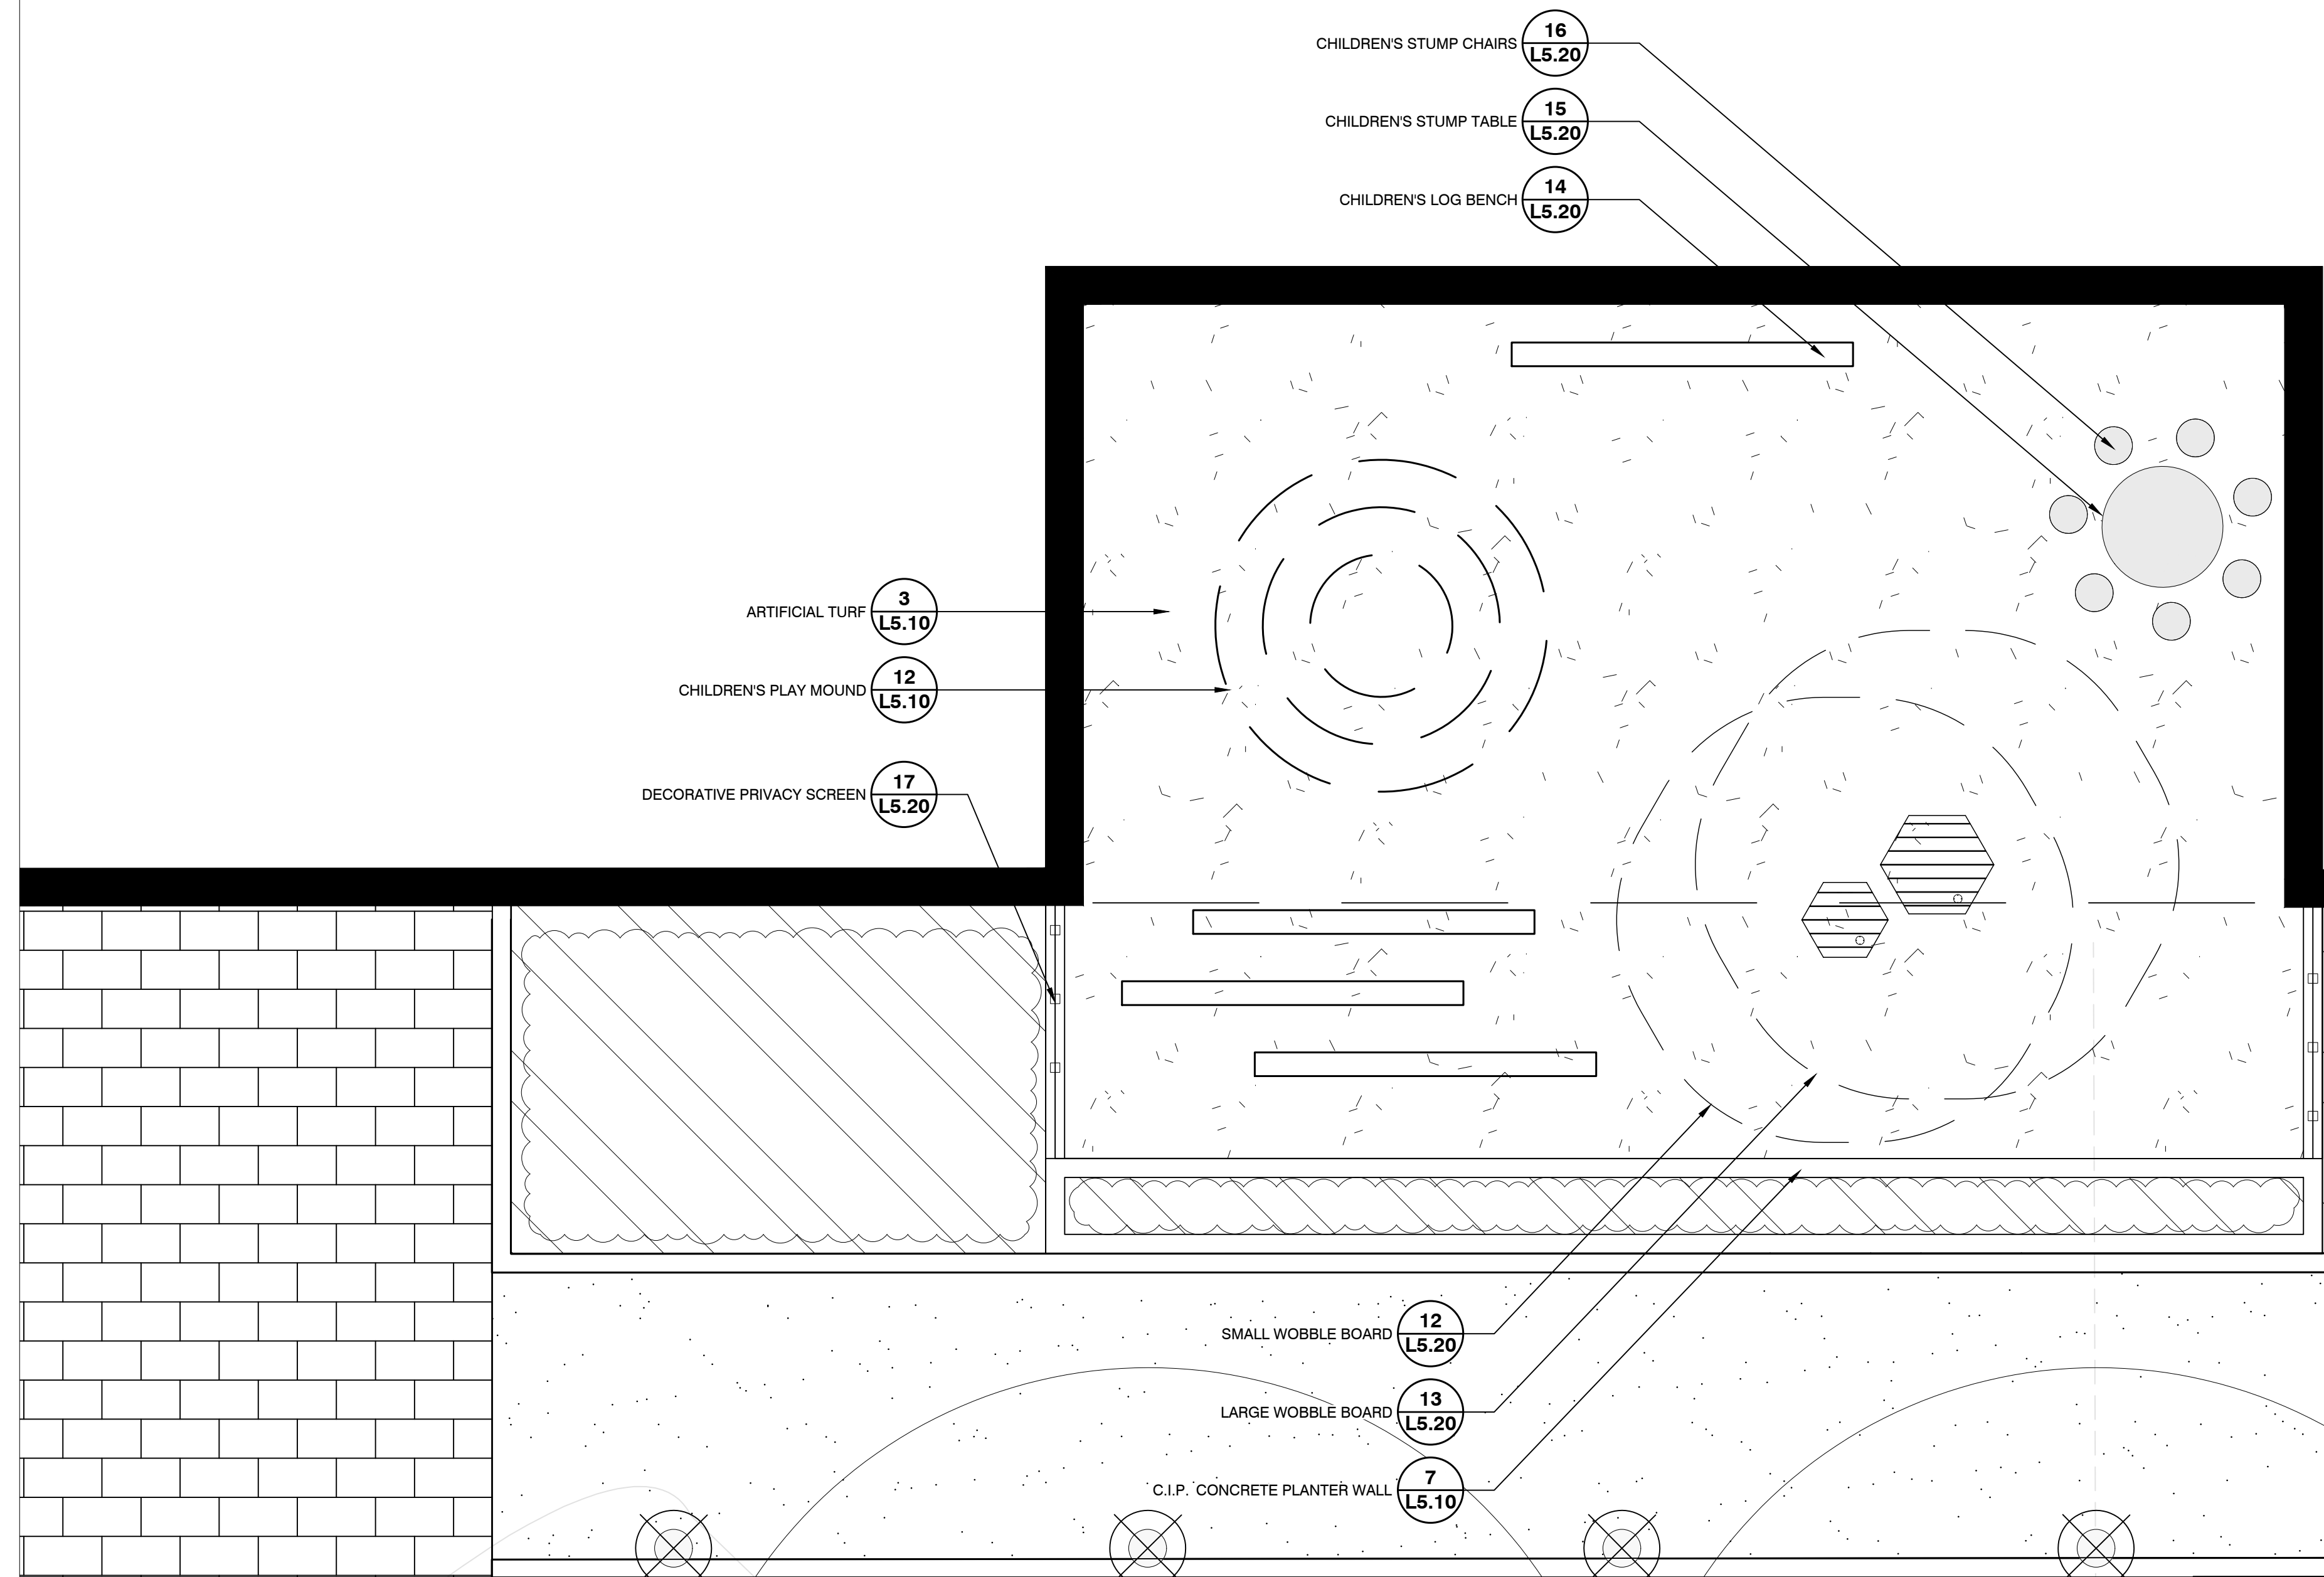 CHILDREN'S STUMP CHAIRS
16
L5.20
CHILDREN'S STUMP TABLE
15
L5.20
CHILDREN'S LOG BENCH
14
L5.20
ARTIFICIAL TURF
3
L5.10
CHILDREN'S PLAY MOUND
12
L5.10
DECORATIVE PRIVACY SCREEN
17
L5.20
SMALL WOBBLE BOARD
12
L5.20
LARGE WOBBLE BOARD
13
L5.20
C.I.P. CONCRETE PLANTER WALL
7
L5.10